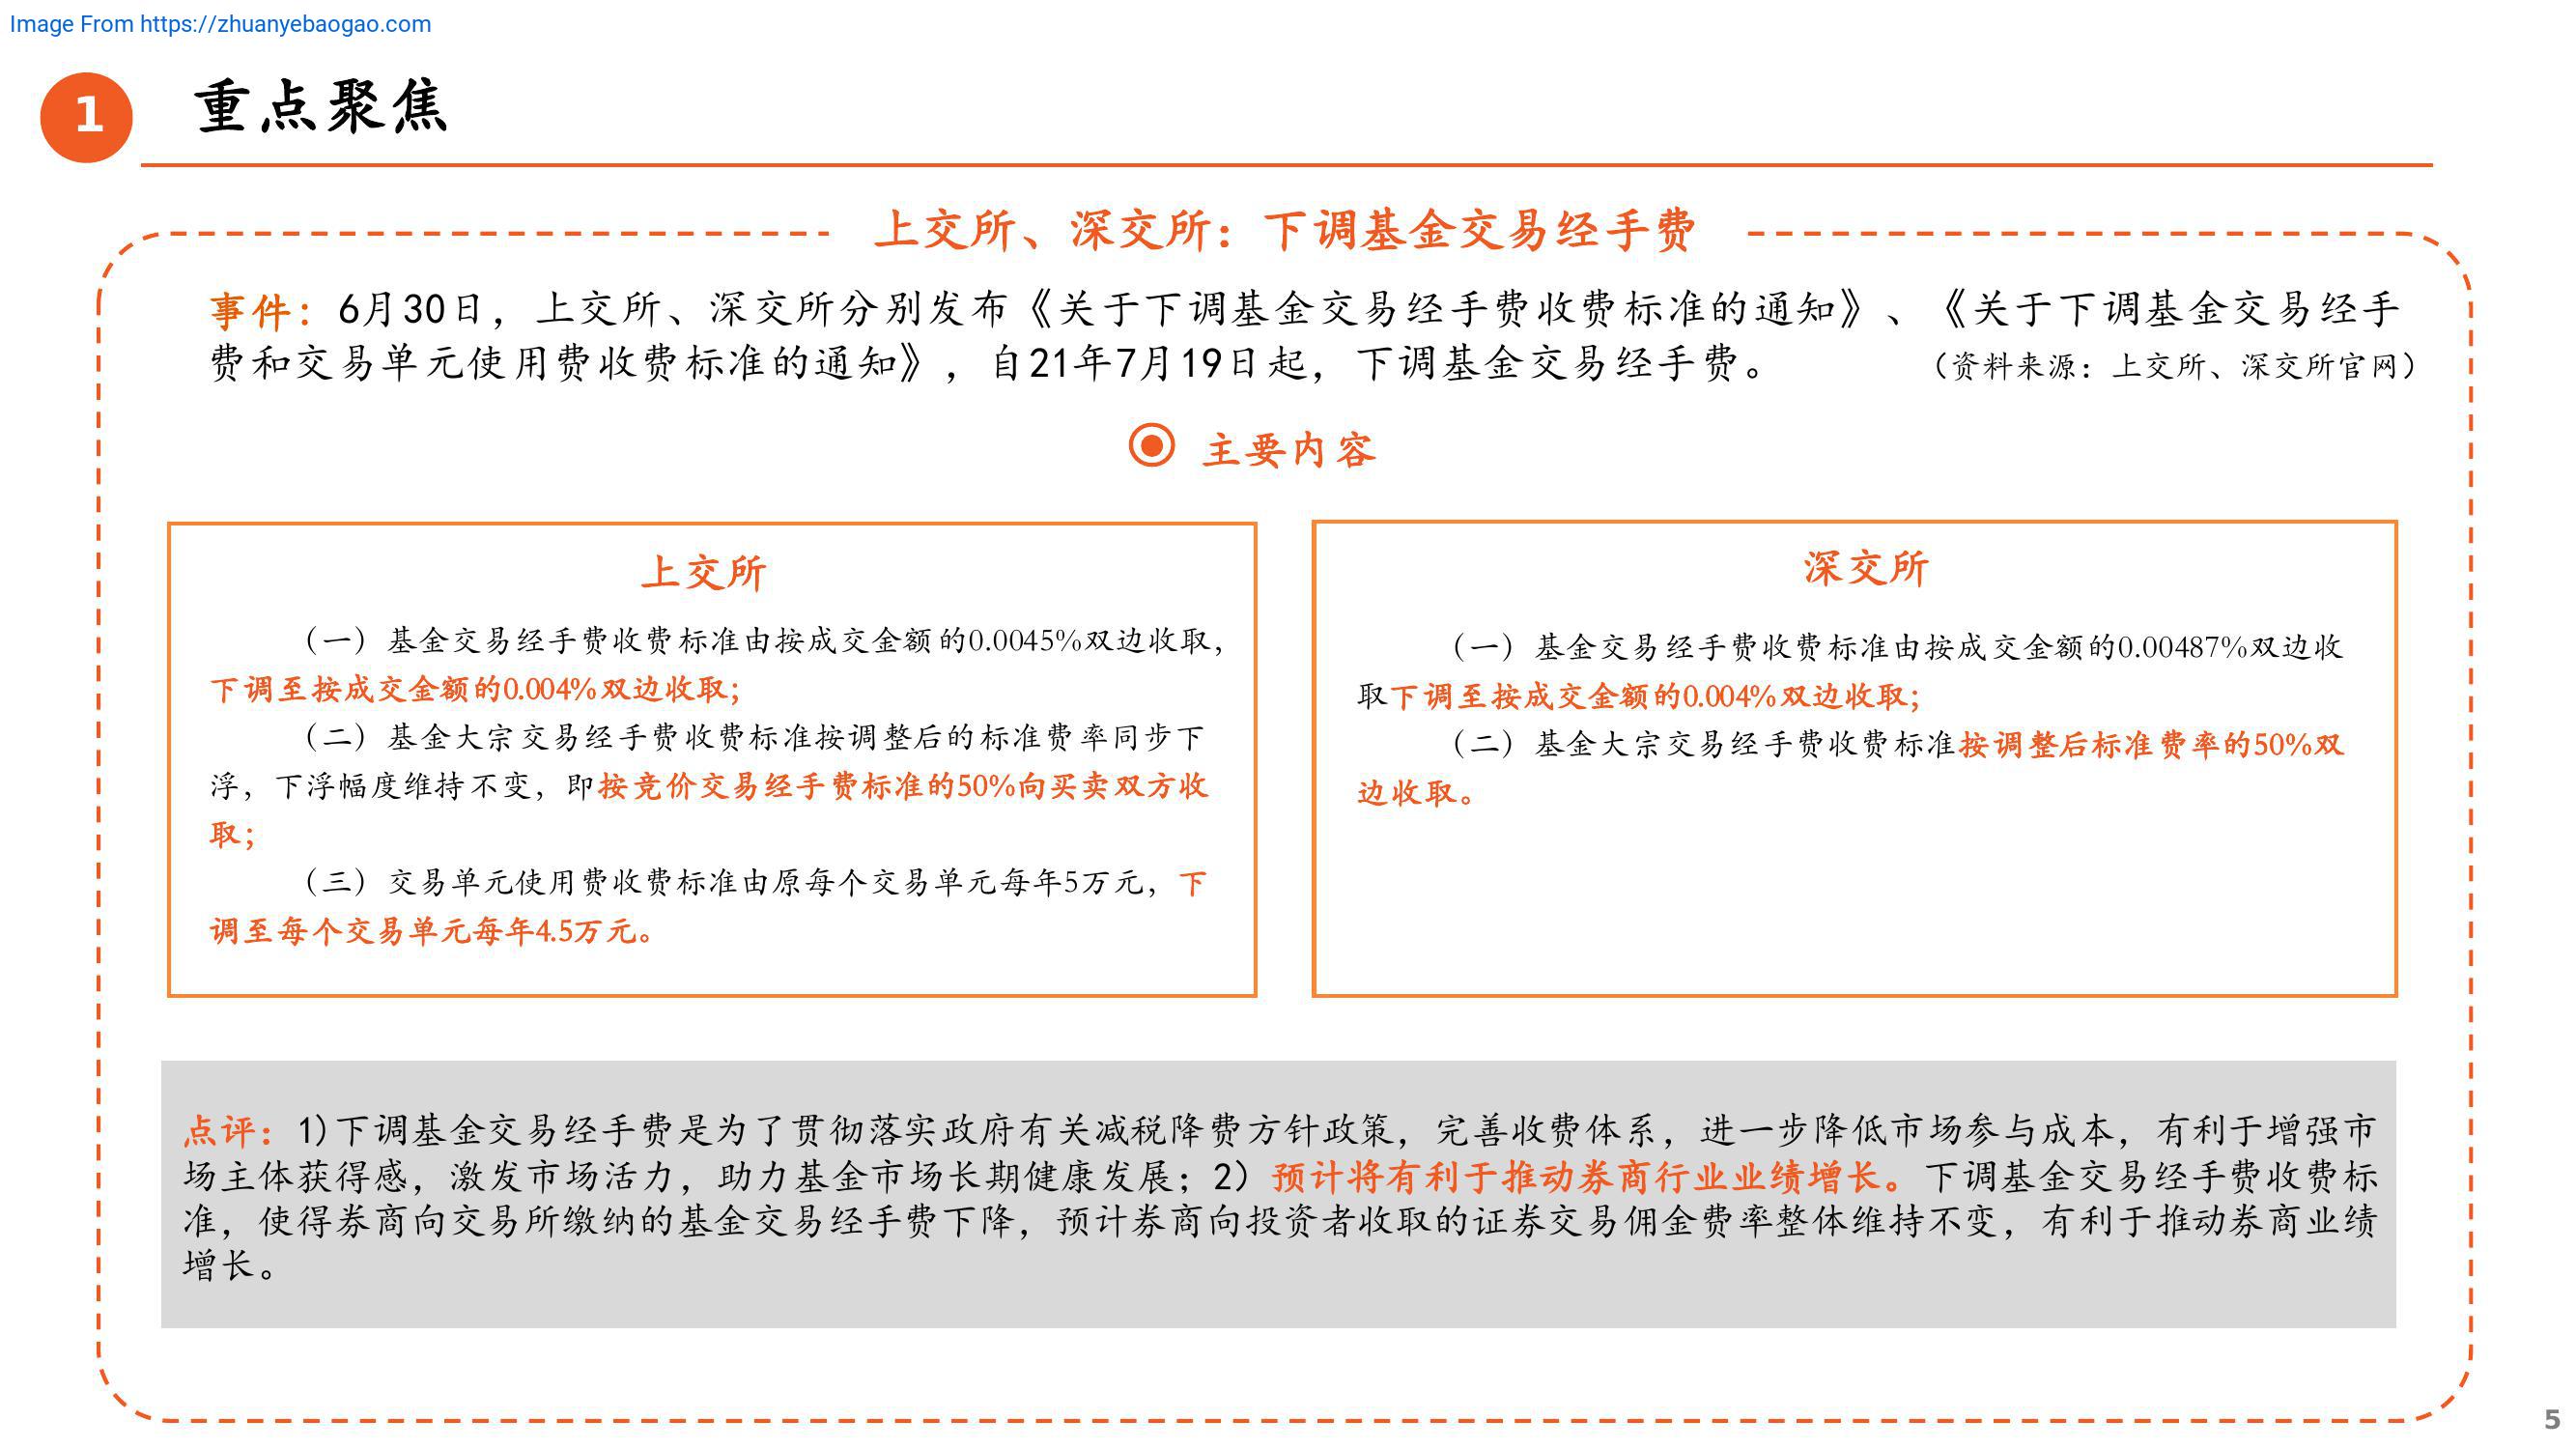 Image From https://zhuanyebaogao.com
1
重点聚焦
上交所、深交所：下调基金交易经手费
事件：6月30日，上交所、深交所分别发布《关于下调基金交易经手费收费标准的通知》、《关于下调基金交易经手
费和交易单元使用费收费标准的通知》，自21年7月19日起，下调基金交易经手费。（资料来源：上交所、深交所官网）
主要内容
上交所
（一）基金交易经手费收费标准由按成交金额的0.0045%双边收取，
下调至按成交金额的0.004%双边收取；
（二）基金大宗交易经手费收费标准按调整后的标准费率同步下
浮，下浮幅度维持不变，即按竞价交易经手费标准的50%向买卖双方收
取；
（三）交易单元使用费收费标准由原每个交易单元每年5万元，下
调至每个交易单元每年4.5万元。
深交所
（一）基金交易经手费收费标准由按成交金额的0.00487%双边收
取下调至按成交金额的0.004%双边收取；
（二）基金大宗交易经手费收费标准按调整后标准费率的50%双
边收取。
点评：1)下调基金交易经手费是为了贯彻落实政府有关减税降费方针政策，完善收费体系，进一步降低市场参与成本，有利于增强市
场主体获得感，激发市场活力，助力基金市场长期健康发展；2）预计将有利于推动券商行业业绩增长。下调基金交易经手费收费标
准，使得券商向交易所缴纳的基金交易经手费下降，预计券商向投资者收取的证券交易佣金费率整体维持不变，有利于推动券商业绩
增长。
5